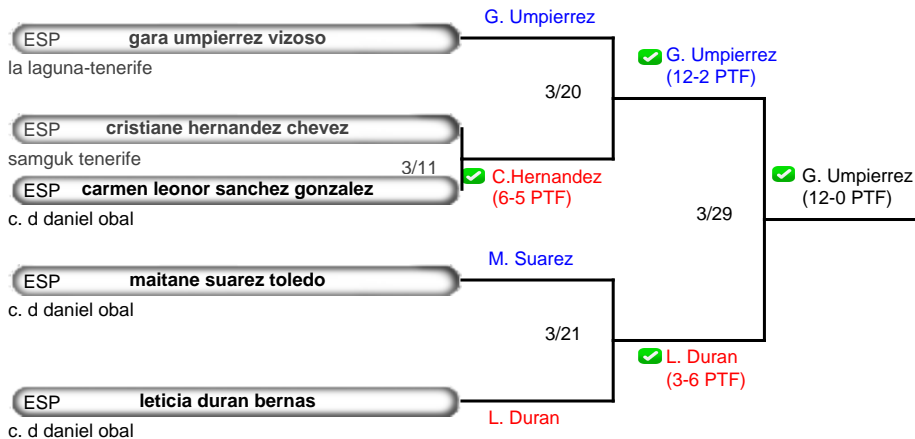 G. Umpierrez
ESP gara umpierrez vizoso
la laguna-tenerife
G. Umpierrez
(12-2 PTF)
3/20
ESP cristiane hernandez chevez
samguk tenerife
3/11
C.Hernandez
(6-5 PTF)
ESP carmen leonor sanchez gonzalez
c. d daniel obal
G. Umpierrez
(12-0 PTF)
3/29
M. Suarez
ESP maitane suarez toledo
c. d daniel obal
3/21
L. Duran
(3-6 PTF)
ESP leticia duran bernas
L. Duran
c. d daniel obal